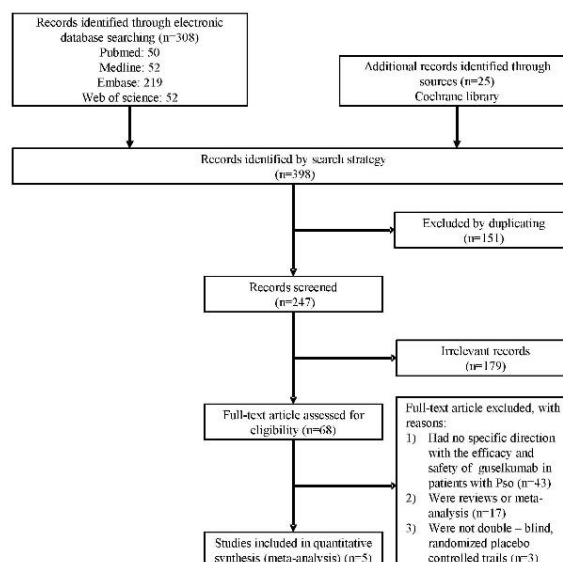 Records identified through electronic
database searching (n=308)
Pubmed: 50
Medline: 52
Embase: 219
Web of science: 52
Additional records identified through
sources (n=25)
Cochrane library
Records identified by search strategy
(n=398)
Excluded by duplicating
(n=151)
Records screened
(n=247)
Irrelevant records
(n=179)
Full-text article assessed for
eligibility (n=68)
Full-text article excluded, with
reasons:
1) Had no specific direction
with the efficacy and
safety of guselkumab in
patients with Pso (n=43)
2) Were reviews or meta-
analysis (n=17)
3) Were not double – blind,
randomized placebo
controlled trails (n=3)
Studies included in quantitative
synthesis (meta-analysis) (n=5)